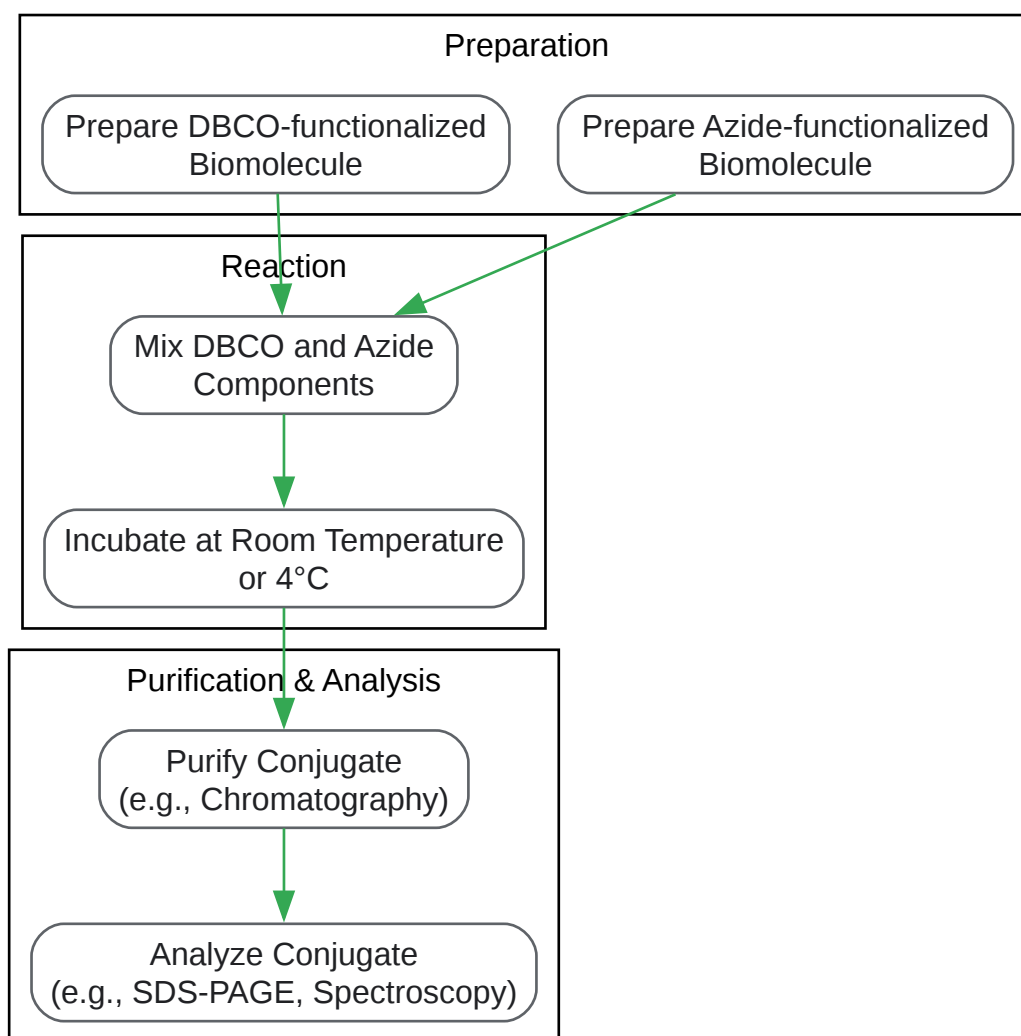 Preparation
Prepare DBCO-functionalized
Biomolecule
Prepare Azide-functionalized
Biomolecule
Reaction
Mix DBCO and Azide
Components
Incubate at Room Temperature
or 4°C
Purification & Analysis
Purify Conjugate
(e.g., Chromatography)
Analyze Conjugate
(e.g., SDS-PAGE, Spectroscopy)